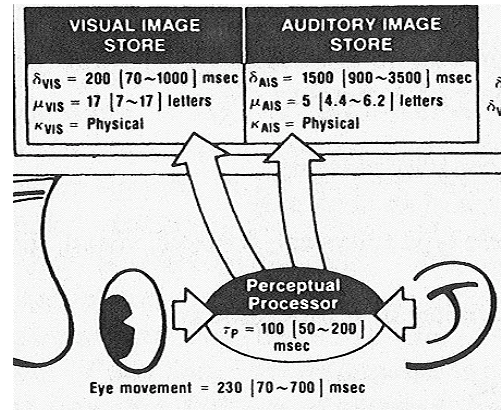 VISUAL IMAGE
STORE
δVIS = 200 [70~1000] msec
μVIS = 17 [7~17] letters
κVIS = Physical
AUDITORY IMAGE
STORE
δAIS = 1500 [900~3500] msec
μAIS = 5 [4.4~6.2] letters
κAIS = Physical
Perceptual
Processor
τP = 100 [50~200]
msec
Eye movement = 230 [70~700] msec